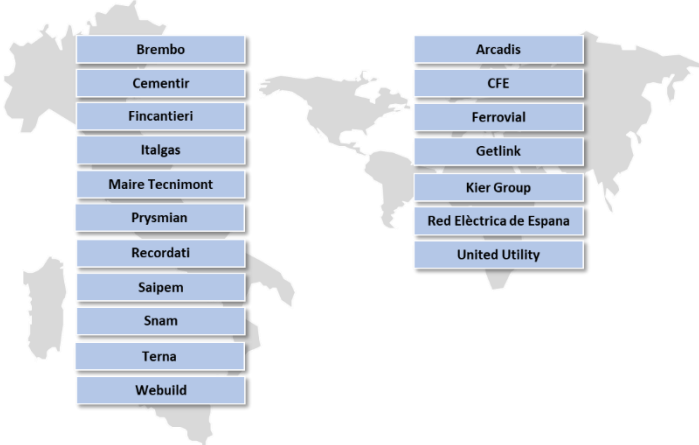 Brembo
Cementir
Fincantieri
Italgas
Maire Tecnimont
Prysmian
Recordati
Saipem
Snam
Terna
Webuild
Arcadis
CFE
Ferrovial
Getlink
Kier Group
Red Elèctrica de Espana
United Utility